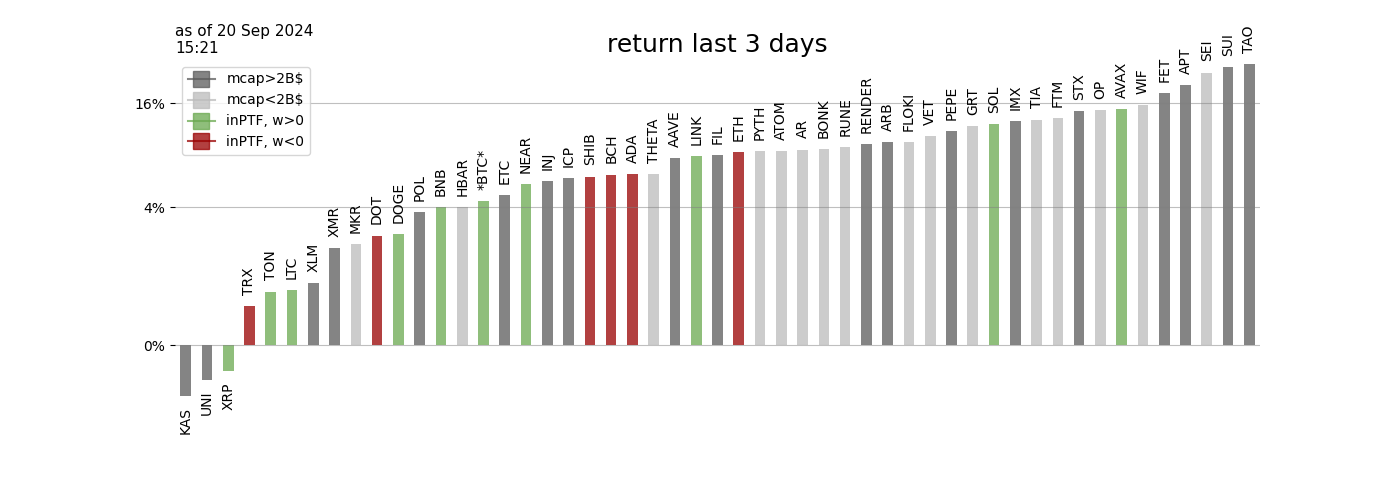 as of 20 Sep 2024
15:21
return last 3 days
mcap>2B$
mcap<2B$
inPTF, w>0
inPTF, w<0
16%
4%
0%
KAS
UNI
XRP
TRX
TON
LTC
XLM
XMR
MKR
DOT
DOGE
POL
BNB
HBAR
*BTC*
ETC
NEAR
INJ
ICP
SHIB
BCH
ADA
THETA
AAVE
LINK
FIL
ETH
PYTH
ATOM
AR
BONK
RUNE
RENDER
ARB
FLOKI
VET
PEPE
GRT
SOL
IMX
TIA
FTM
STX
OP
AVAX
WIF
FET
APT
SEI
SUI
TAO